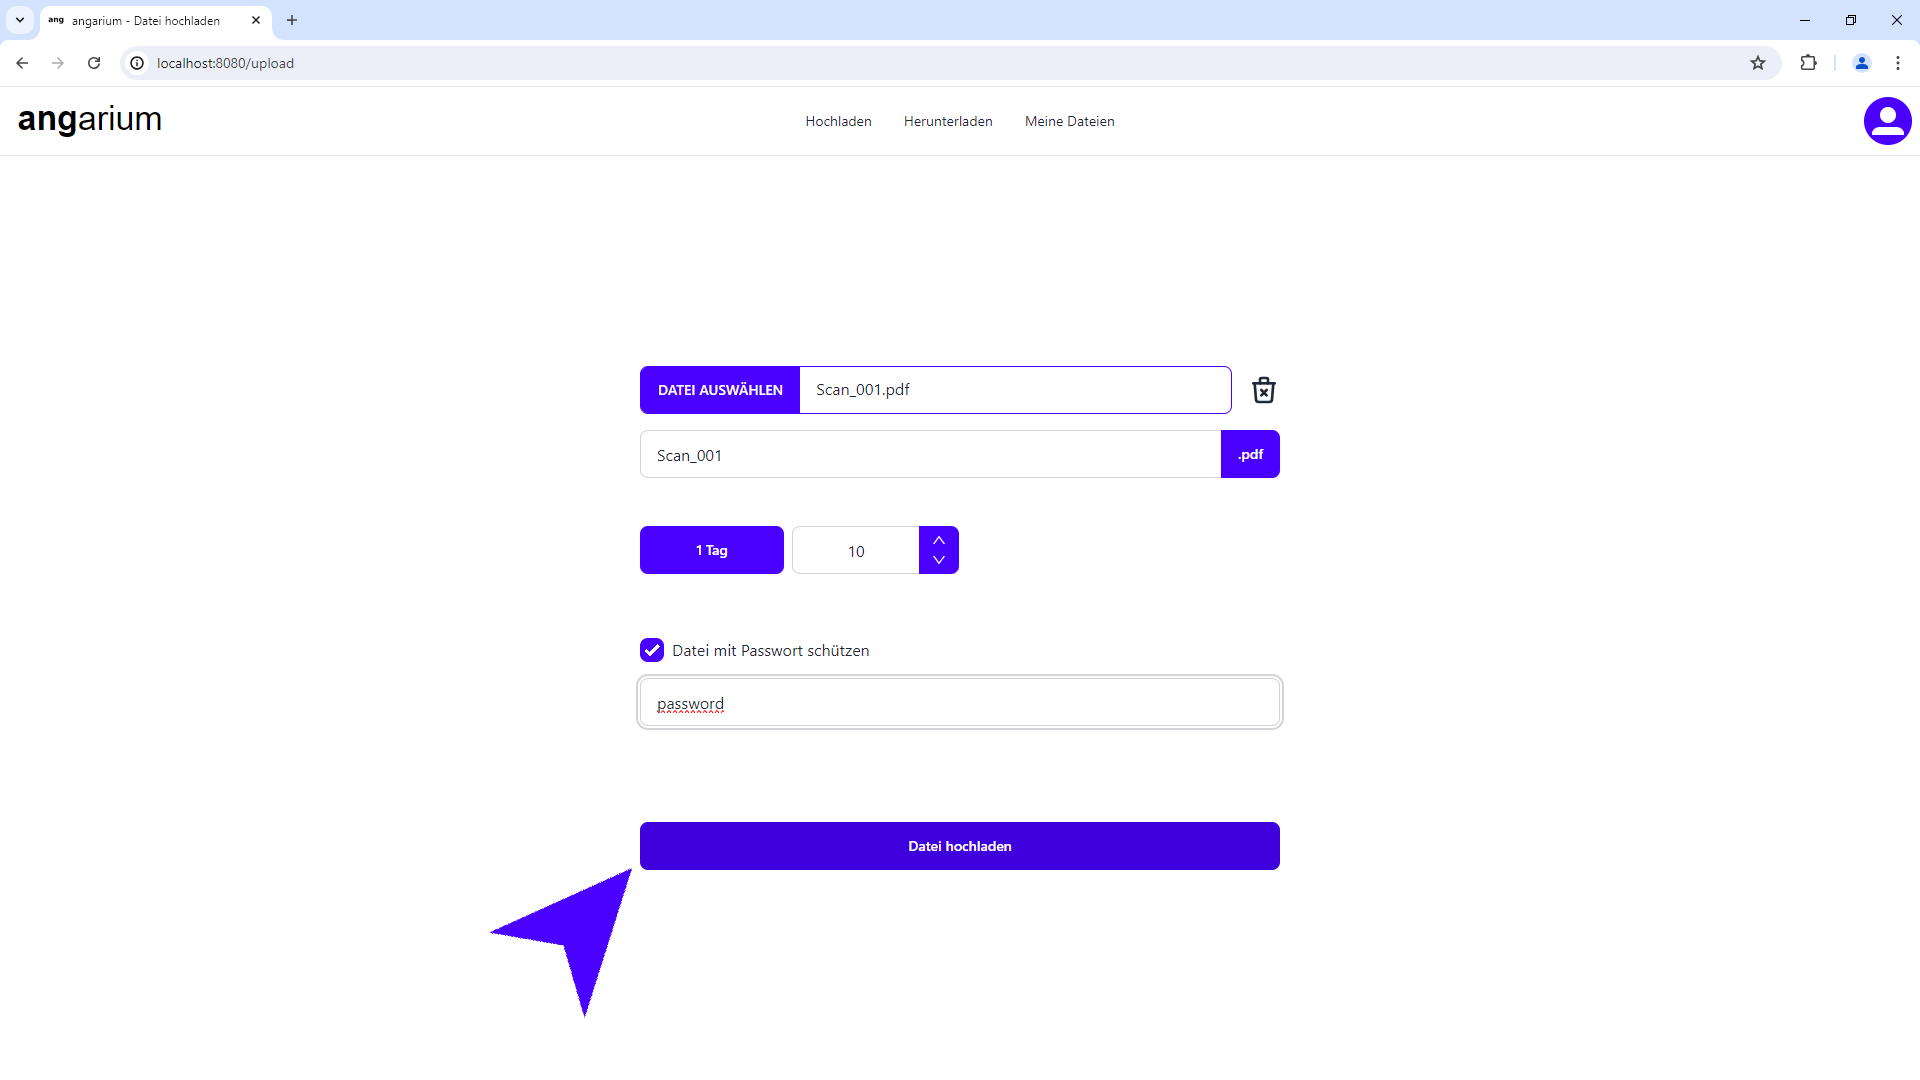 ang angarium - Datei hochladen
localhost:8080/upload
angarium
Hochladen Herunterladen Meine Dateien
DATEI AUSWÄHLEN Scan_001.pdf
Scan_001 .pdf
1 Tag 10
Datei mit Passwort schützen
password
Datei hochladen